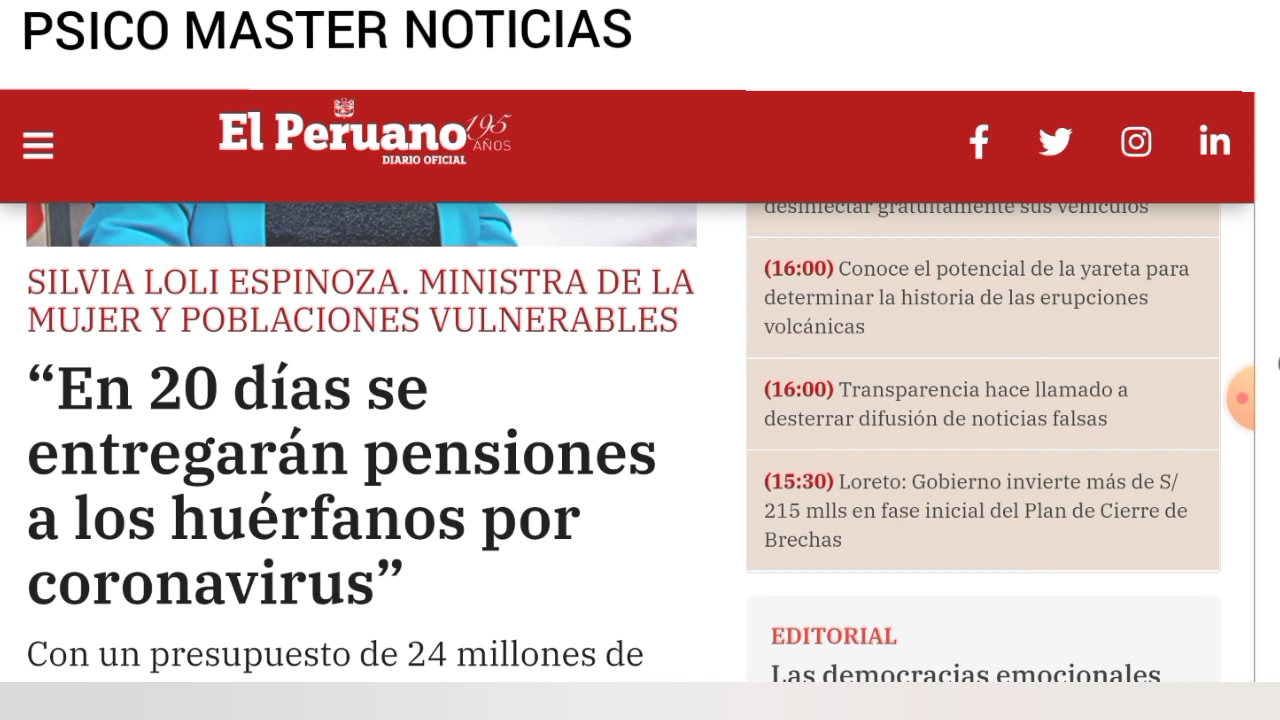 PSICO MASTER NOTICIAS
El Peruano 195
AÑOS
DIARIO OFICIAL
SILVIA LOLI ESPINOZA. MINISTRA DE LA
MUJER Y POBLACIONES VULNERABLES
“En 20 días se
entregarán pensiones
a los huérfanos por
coronavirus”
Con un presupuesto de 24 millones de
desinfectar gratuitamente sus vehículos
(16:00) Conoce el potencial de la yareta para
determinar la historia de las erupciones
volcánicas
(16:00) Transparencia hace llamado a
desterrar difusión de noticias falsas
(15:30) Loreto: Gobierno invierte más de S/
215 mlls en fase inicial del Plan de Cierre de
Brechas
EDITORIAL
Las democracias emocionales